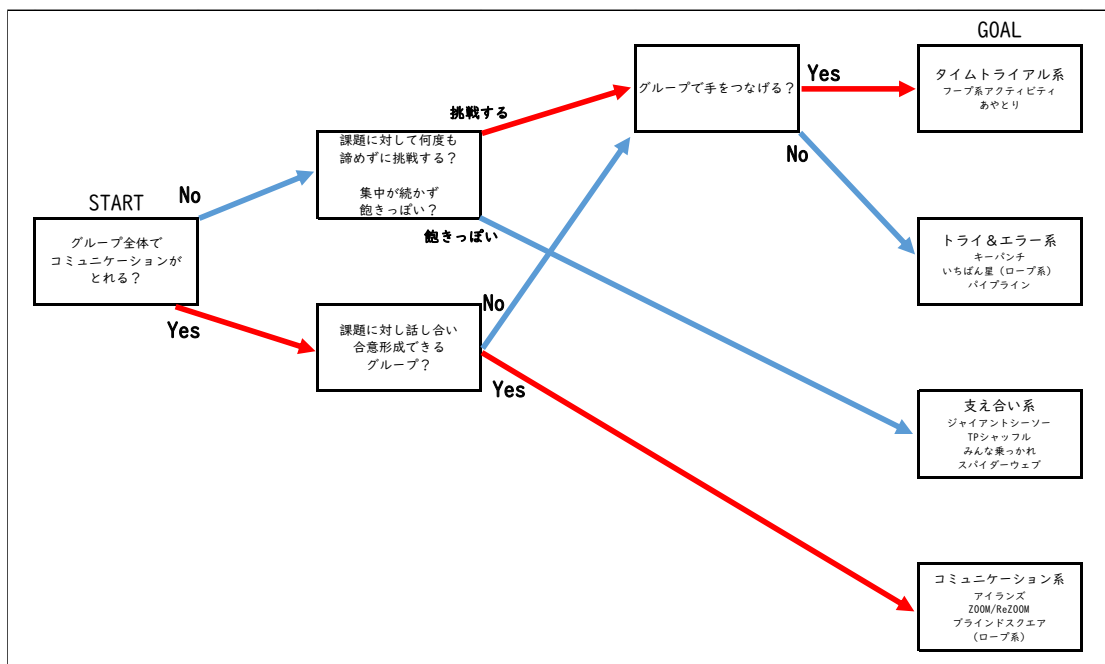 START
グループ全体で
コミュニケーションが
とれる？
No
Yes
課題に対して何度も
諦めずに挑戦する？
集中が続かず
飽きっぽい？
挑戦する
飽きっぽい
課題に対し話し合い
合意形成できる
グループ？
No
Yes
グループで手をつなげる？
Yes
No
GOAL
タイムトライアル系
フープ系アクティビティ
あやとり
トライ＆エラー系
キーパンチ
いちばん星（ロープ系）
パイプライン
支え合い系
ジャイアントシーソー
TPシャッフル
みんな乗っかれ
スパイダーウェブ
コミュニケーション系
アイランズ
ZOOM/ReZOOM
ブラインドスクエア
（ロープ系）